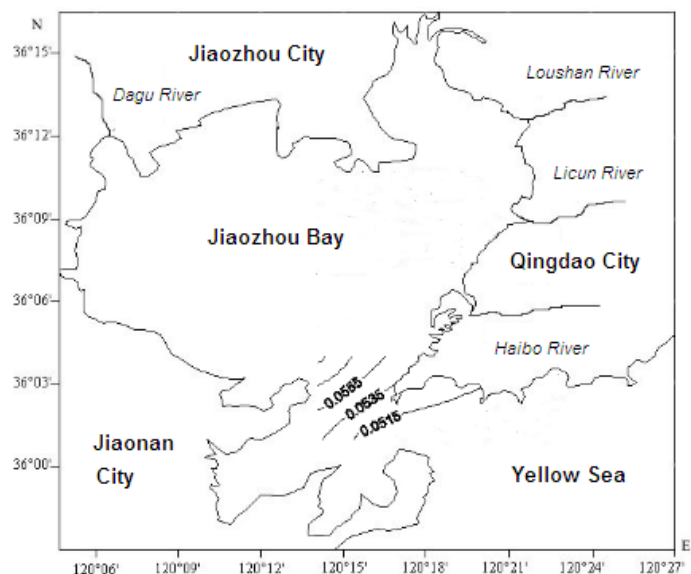 N
36°15'
Jiaozhou City
Loushan River
Dagu River
36°12'
Licun River
36°09'
Jiaozhou Bay
Qingdao City
36°06'
Haibo River
36°03'
0.0555
0.0535
0.0515
Jiaonan
City
36°00'
Yellow Sea
E
120°06'
120°09'
120°12'
120°15'
120°18'
120°21'
120°24'
120°27'